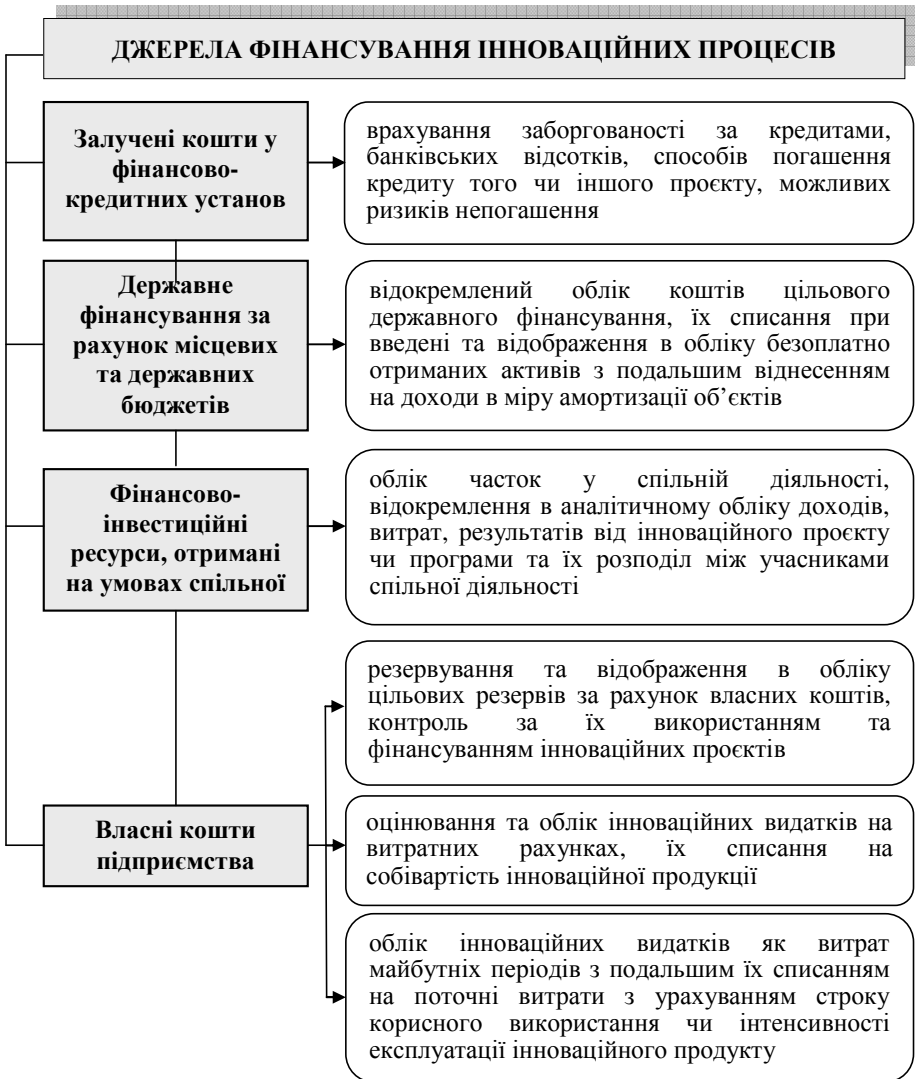 ДЖЕРЕЛА ФІНАНСУВАННЯ ІННОВАЦІЙНИХ ПРОЦЕСІВ
Залучені кошти у
фінансово-
кредитних установ
врахування заборгованості за кредитами,
банківських відсотків, способів погашення
кредиту того чи іншого проєкту, можливих
ризиків непогашення
Державне
фінансування за
рахунок місцевих
та державних
бюджетів
відокремлений облік коштів цільового
державного фінансування, їх списання при
введені та відображення в обліку безоплатно
отриманих активів з подальшим віднесенням
на доходи в міру амортизації об’єктів
Фінансово-
інвестиційні
ресурси, отримані
на умовах спільної
облік часток у спільній діяльності,
відокремлення в аналітичному обліку доходів,
витрат, результатів від інноваційного проєкту
чи програми та їх розподіл між учасниками
спільної діяльності
резервування та відображення в обліку
цільових резервів за рахунок власних коштів,
контроль за їх використанням та
фінансуванням інноваційних проєктів
Власні кошти
підприємства
оцінювання та облік інноваційних видатків на
витратних рахунках, їх списання на
собівартість інноваційної продукції
облік інноваційних видатків як витрат
майбутніх періодів з подальшим їх списанням
на поточні витрати з урахуванням строку
корисного використання чи інтенсивності
експлуатації інноваційного продукту